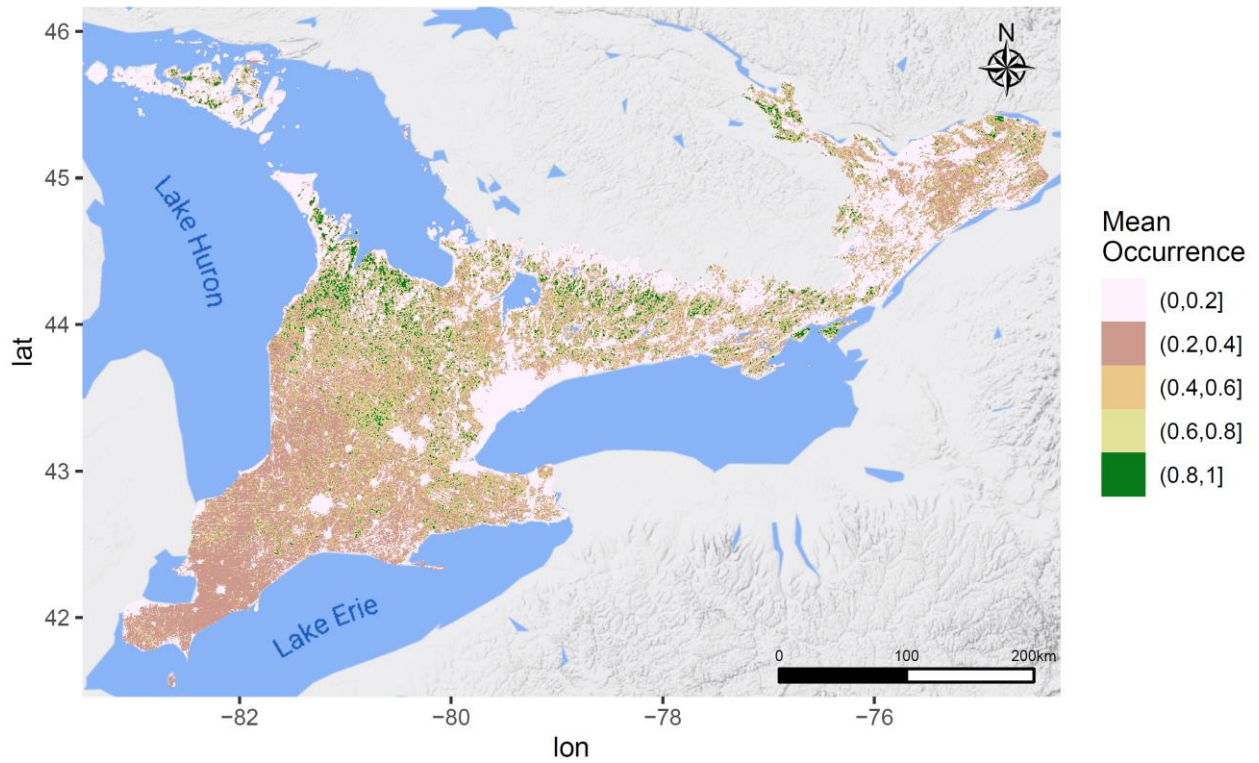 46
45
44
43
42
lat
−82
−80
−78
−76
lon
Lake Huron
Lake Erie
N
0 100 200km
Mean
Occurrence
(0,0.2]
(0.2,0.4]
(0.4,0.6]
(0.6,0.8]
(0.8,1]